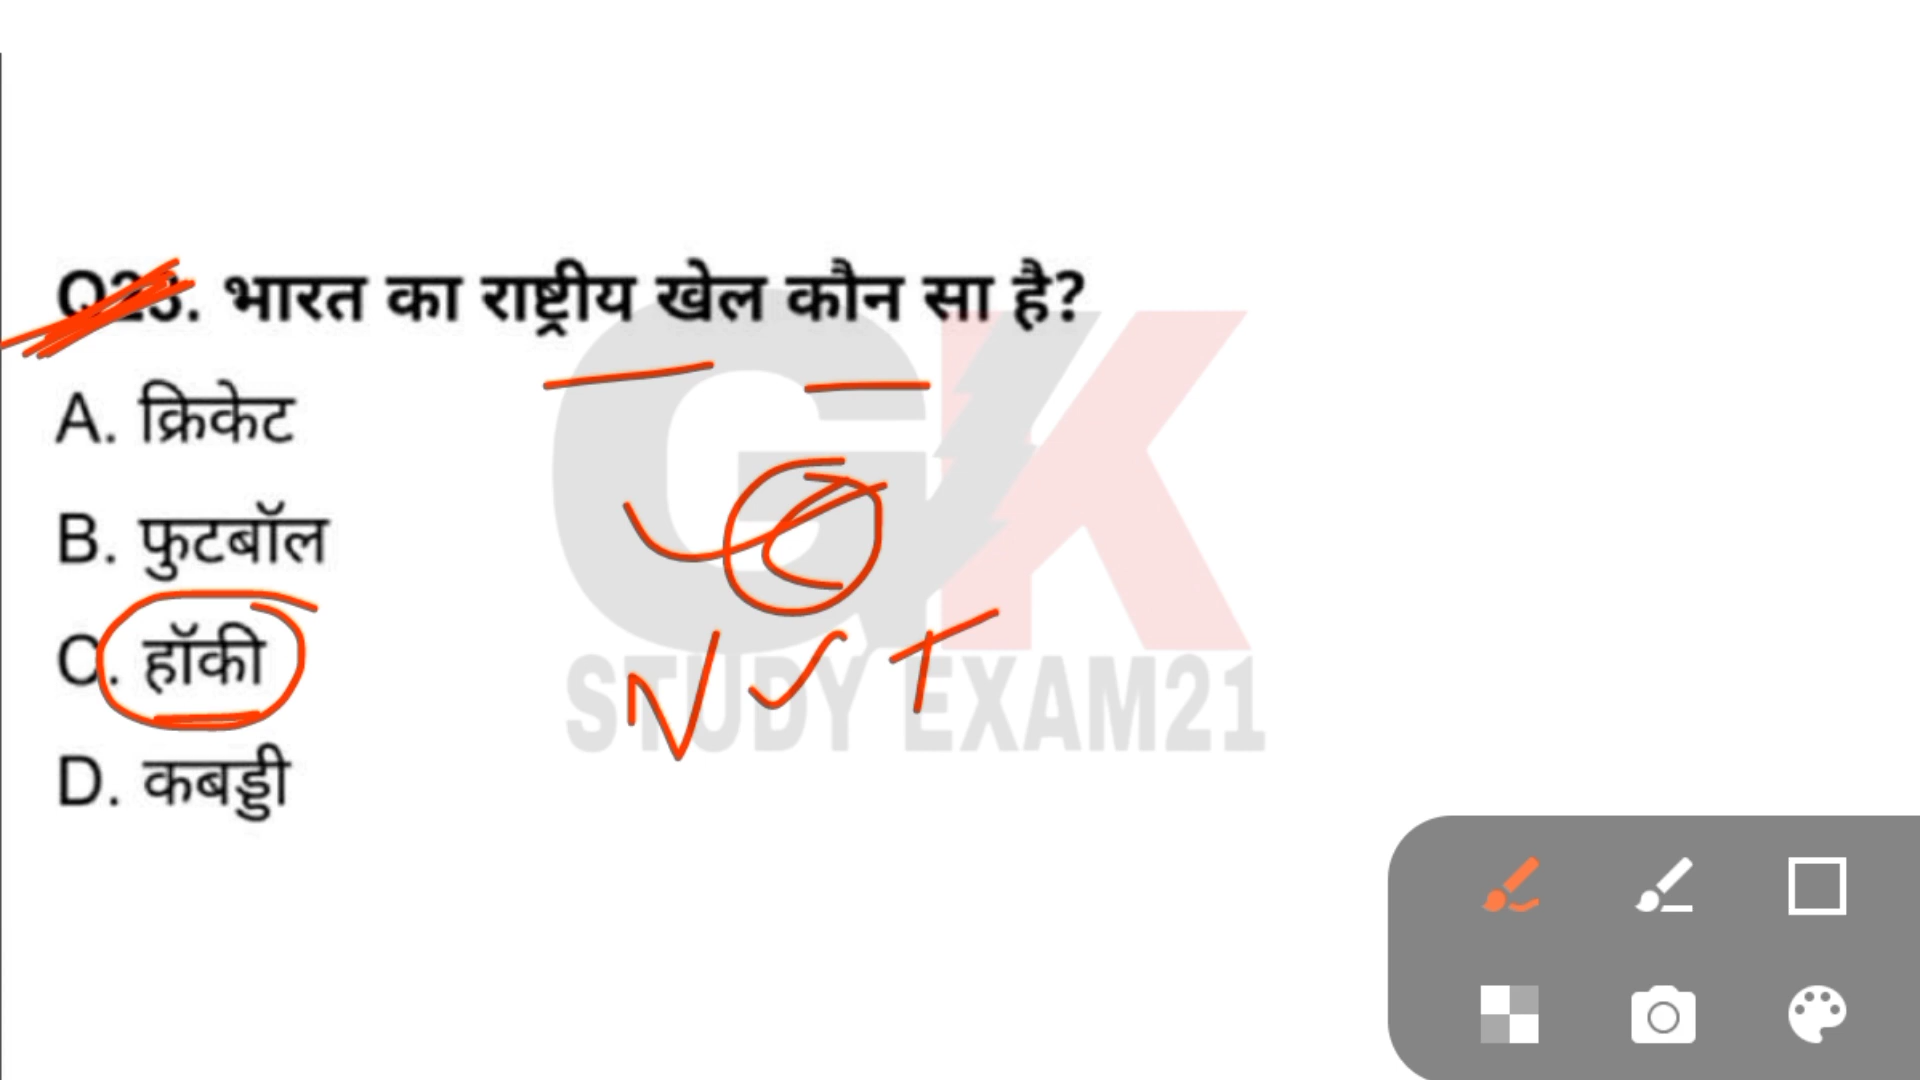 Q23. भारत का राष्ट्रीय खेल कौन सा है?
A. क्रिकेट
B. फुटबॉल
C. हॉकी
D. कबड्डी
GK
STUDY EXAM21